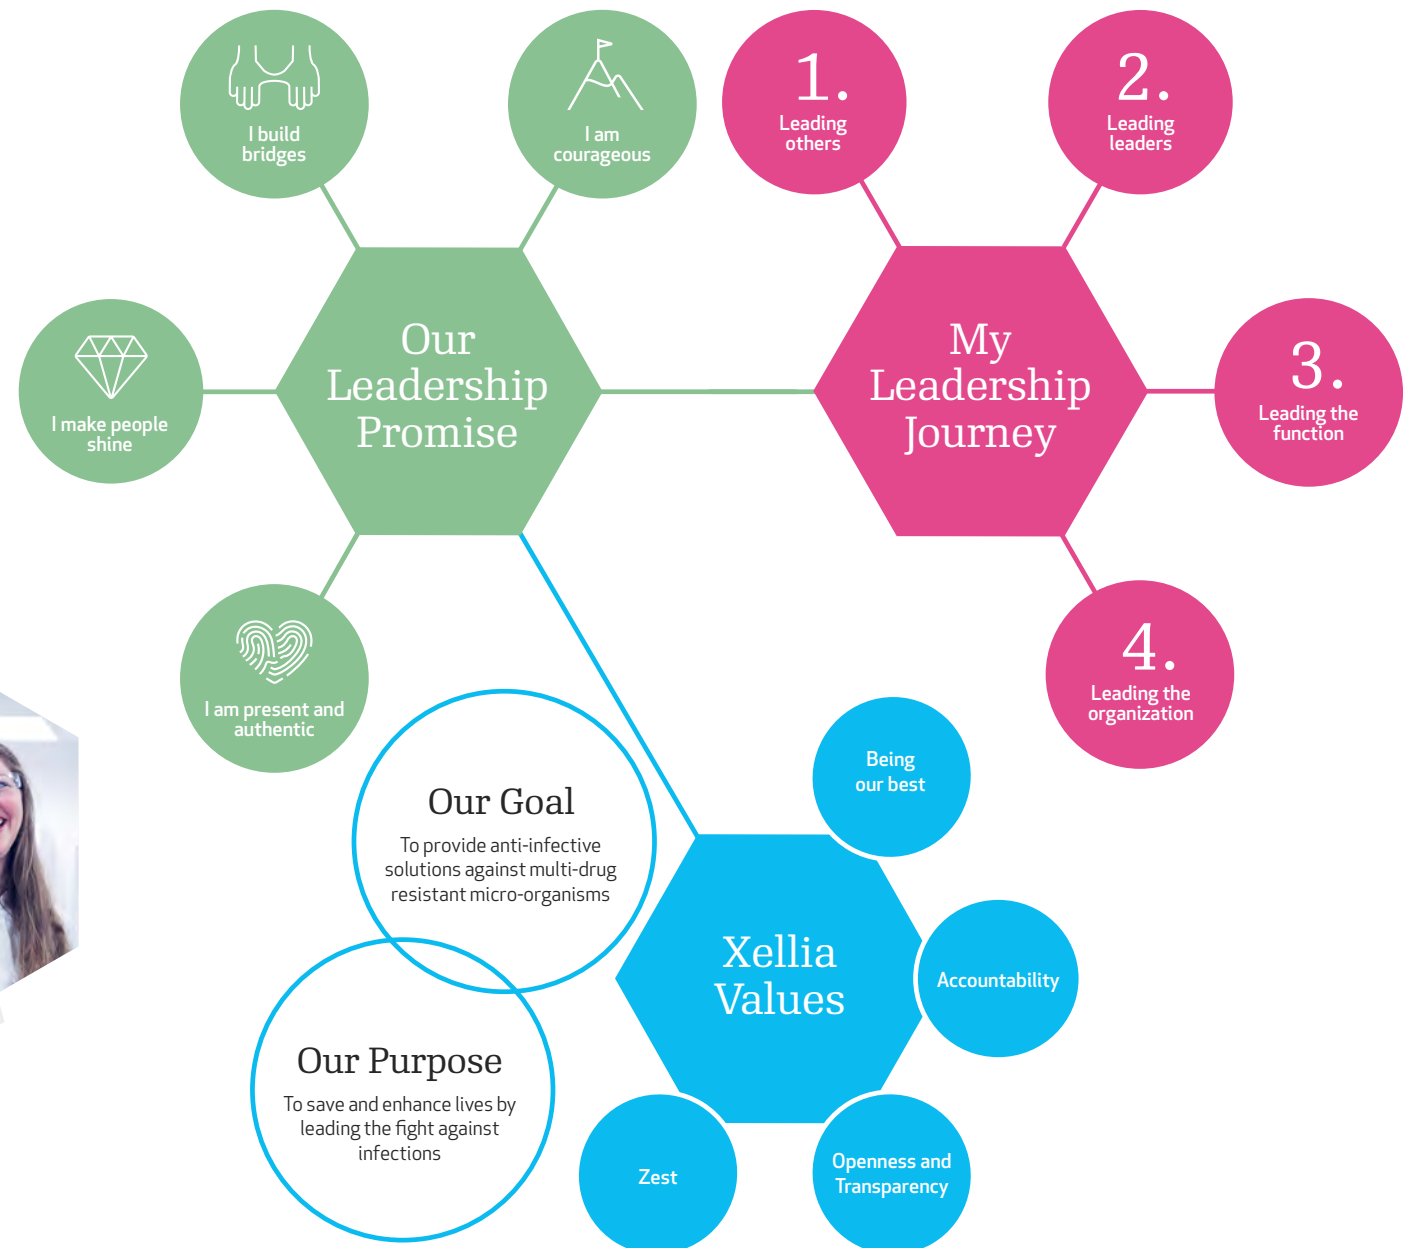 I build
bridges
I am
courageous
I make people
shine
Our
Leadership
Promise
I am present and
authentic
1.
Leading
others
2.
Leading
leaders
My
Leadership
Journey
3.
Leading the
function
4.
Leading the
organization
Our Goal
To provide anti-infective
solutions against multi-drug
resistant micro-organisms
Our Purpose
To save and enhance lives by
leading the fight against
infections
Xellia
Values
Being
our best
Accountability
Openness and
Transparency
Zest